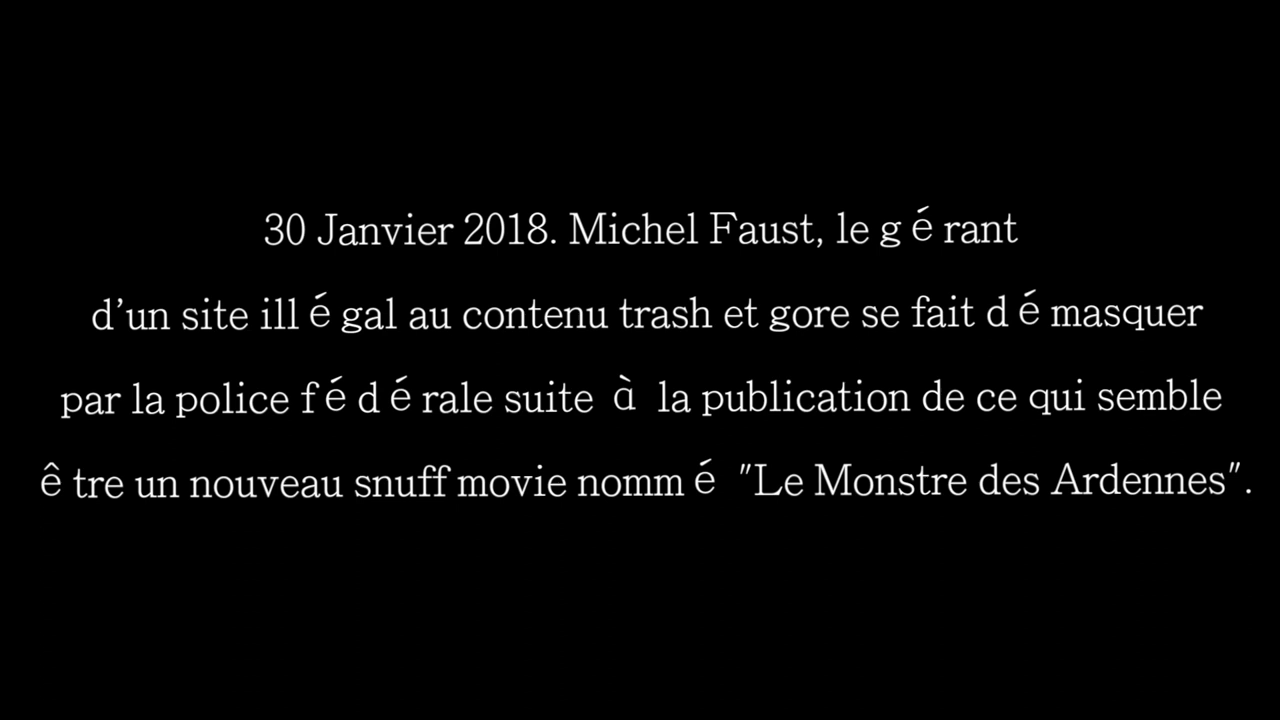 30 Janvier 2018. Michel Faust, le gérant
d’un site illégal au contenu trash et gore se fait démasquer
par la police fédérale suite à la publication de ce qui semble
être un nouveau snuff movie nommé "Le Monstre des Ardennes".